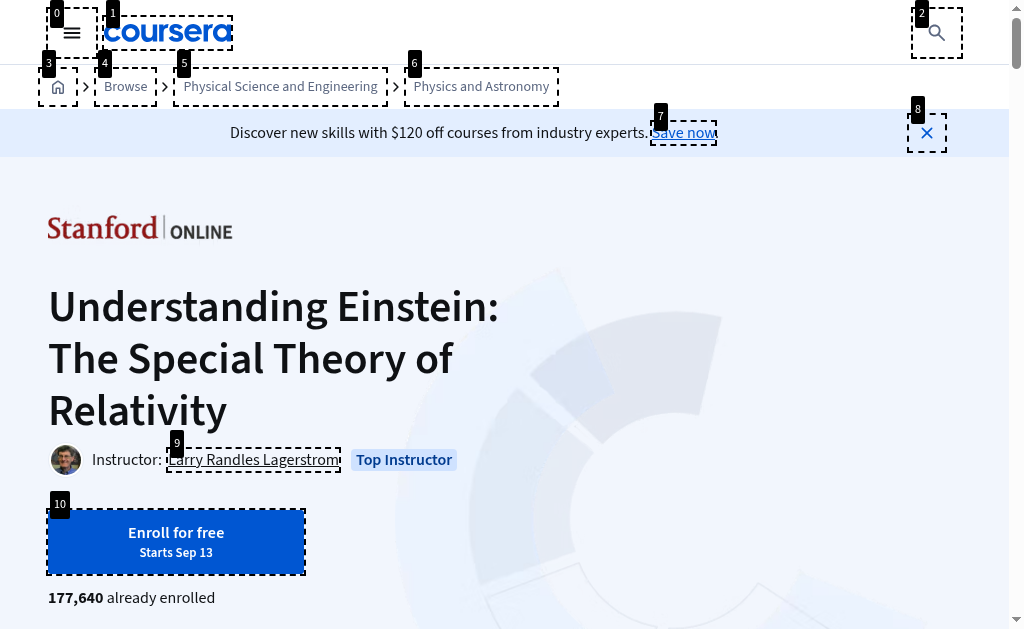 coursera
Browse
Physical Science and Engineering
Physics and Astronomy
Discover new skills with $120 off courses from industry experts. Save now.
Stanford | ONLINE
Understanding Einstein:
The Special Theory of
Relativity
Instructor: Larry Randles Lagerstrom
Top Instructor
Enroll for free
Starts Sep 13
177,640 already enrolled
0
1
2
3
4
5
6
7
8
9
10